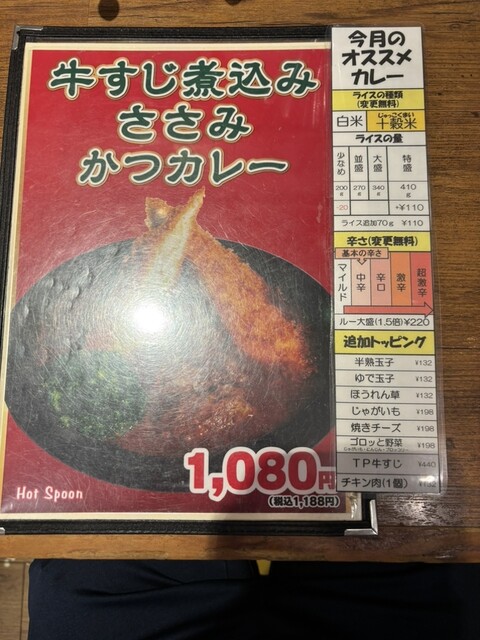 牛すじ煮込み
ささみ
かつカレー
1,080円
(税込1,188円)
Hot Spoon
今月の
オススメ
カレー
ライスの種類
(変更無料)
白米
じゅっこくまい
十穀米
ライスの量
少なめ 並盛 大盛 特盛
200g 270g 340g 410g
-20 +¥110
ライス追加70g ¥110
辛さ(変更無料)
基本の辛さ
マイルド 中辛 辛口 激辛 超激辛
ルー大盛(1.5倍)¥220
追加トッピング
半熟玉子 ¥132
ゆで玉子 ¥132
ほうれん草 ¥132
じゃがいも ¥198
焼きチーズ ¥198
ゴロッと野菜 ¥198
TP牛すじ ¥440
チキン肉(1個)